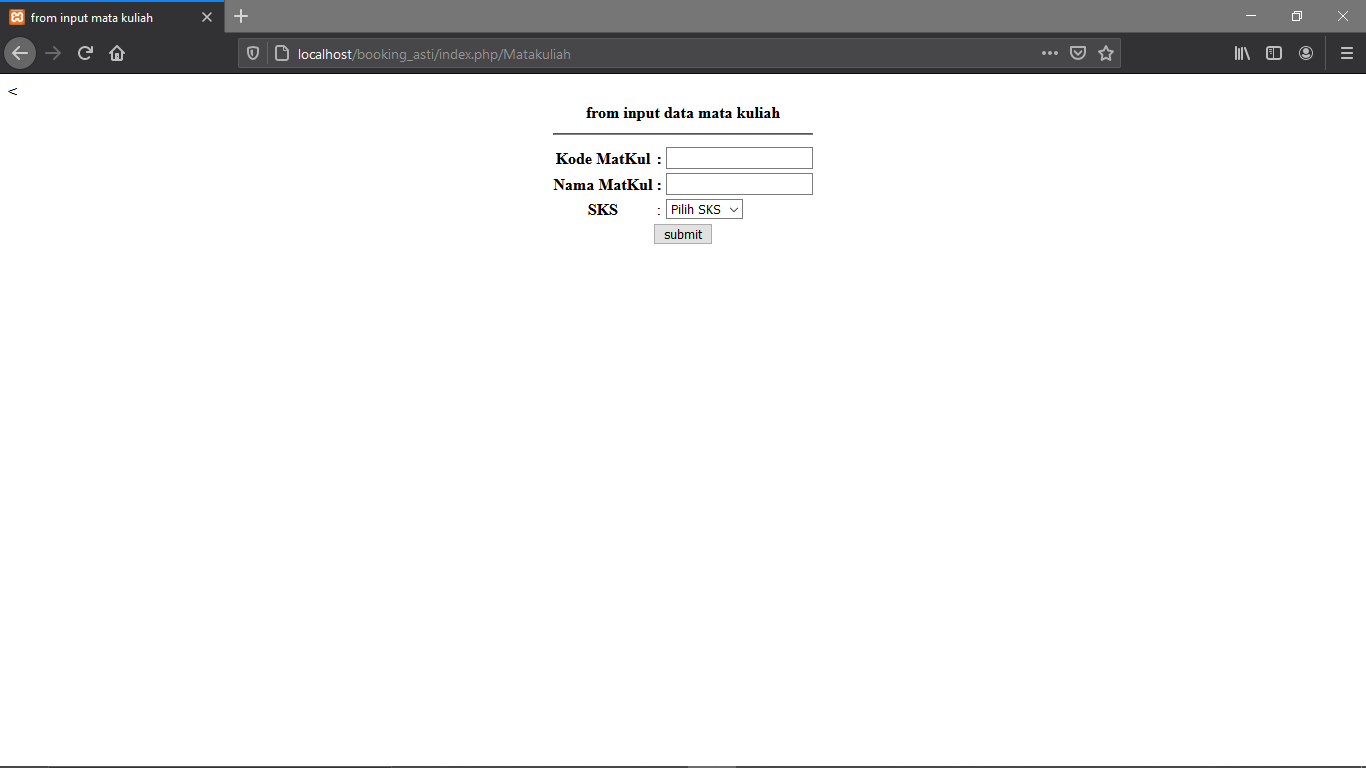 from input mata kuliah
localhost/booking_asti/index.php/Matakuliah
<
from input data mata kuliah
Kode MatKul :
Nama MatKul :
SKS : Pilih SKS
submit